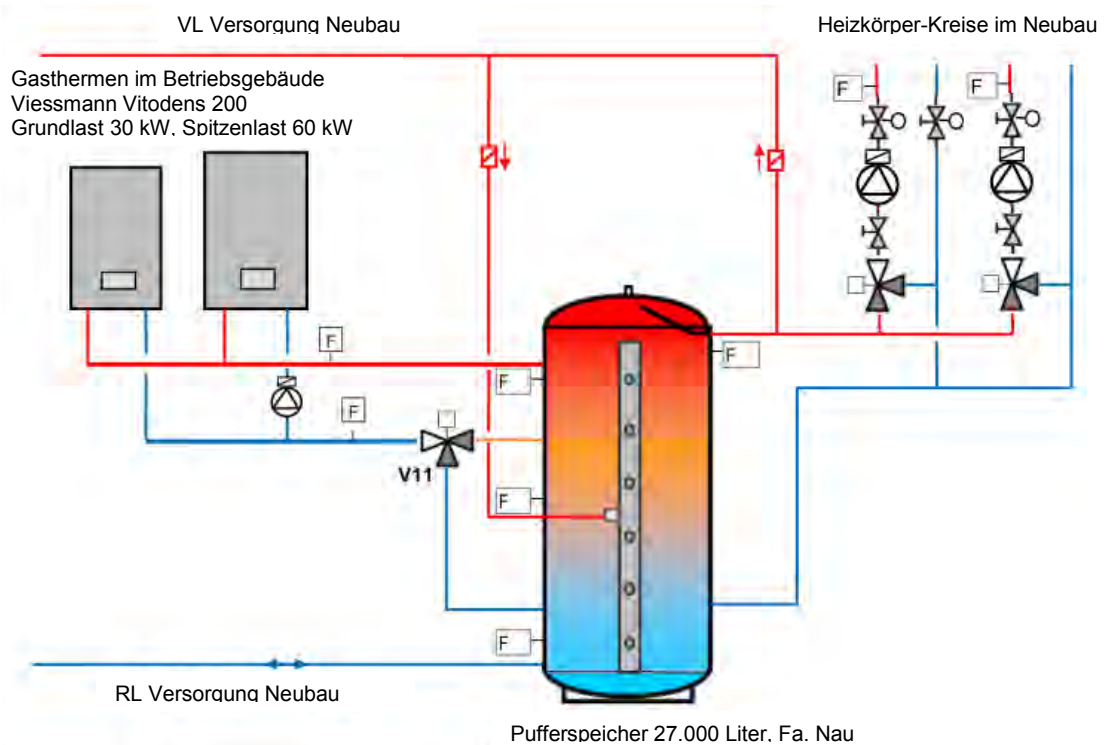 VL Versorgung Neubau
Heizkörper-Kreise im Neubau
Gasthermen im Betriebsgebäude
Viessmann Vitodens 200
Grundlast 30 kW, Spitzenlast 60 kW
F
F
F
F
F
F
V11
F
F
RL Versorgung Neubau
Pufferspeicher 27.000 Liter, Fa. Nau